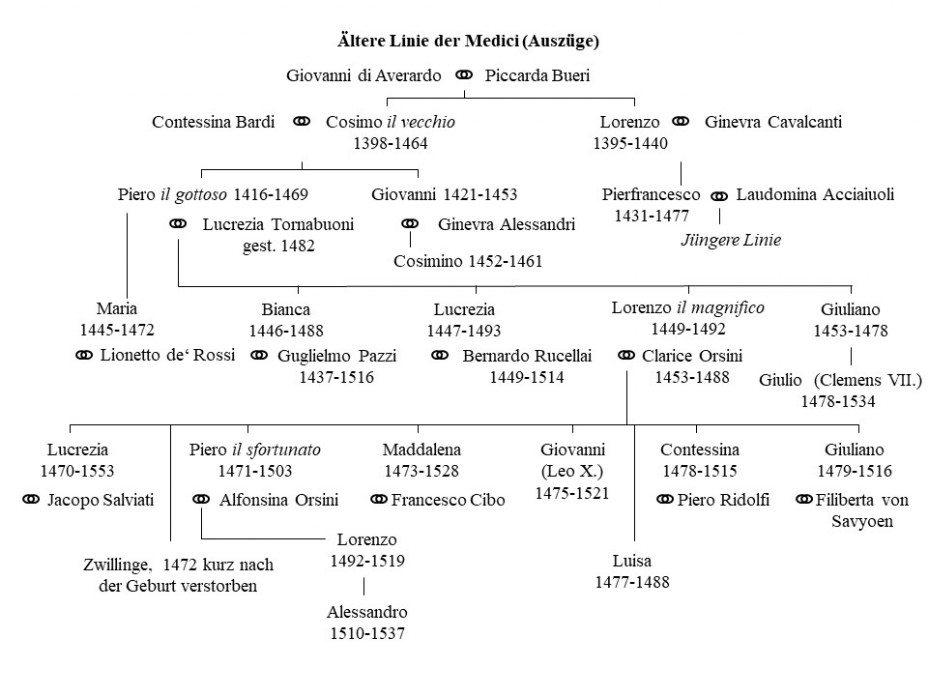 Ältere Linie der Medici (Auszüge)
Giovanni di Averardo Piccarda Bueri
Contessina Bardi Cosimo il vecchio Lorenzo Ginevra Cavalcanti
1398-1464 1395-1440
Piero il gottoso 1416-1469 Giovanni 1421-1453 Pierfrancesco Laudomina Acciaiuoli
1431-1477
Lucrezia Tornabuoni Ginevra Alessandri
gest. 1482 Jüngere Linie
Cosimino 1452-1461
Maria Bianca Lucrezia Lorenzo il magnifico Giuliano
1445-1472 1446-1488 1447-1493 1449-1492 1453-1478
Lionetto de‘ Rossi Guglielmo Pazzi Bernardo Rucellai Clarice Orsini
1437-1516 1449-1514 1453-1488 Giulio (Clemens VII.)
1478-1534
Lucrezia Piero il sfortunato Maddalena Giovanni Contessina Giuliano
1470-1553 1471-1503 1473-1528 (Leo X.) 1478-1515 1479-1516
1475-1521
Jacopo Salviati Alfonsina Orsini Francesco Cibo Piero Ridolfi Filiberta von
Savyoen
Lorenzo
Zwillinge, 1472 kurz nach 1492-1519 Luisa
der Geburt verstorben 1477-1488
Alessandro
1510-1537